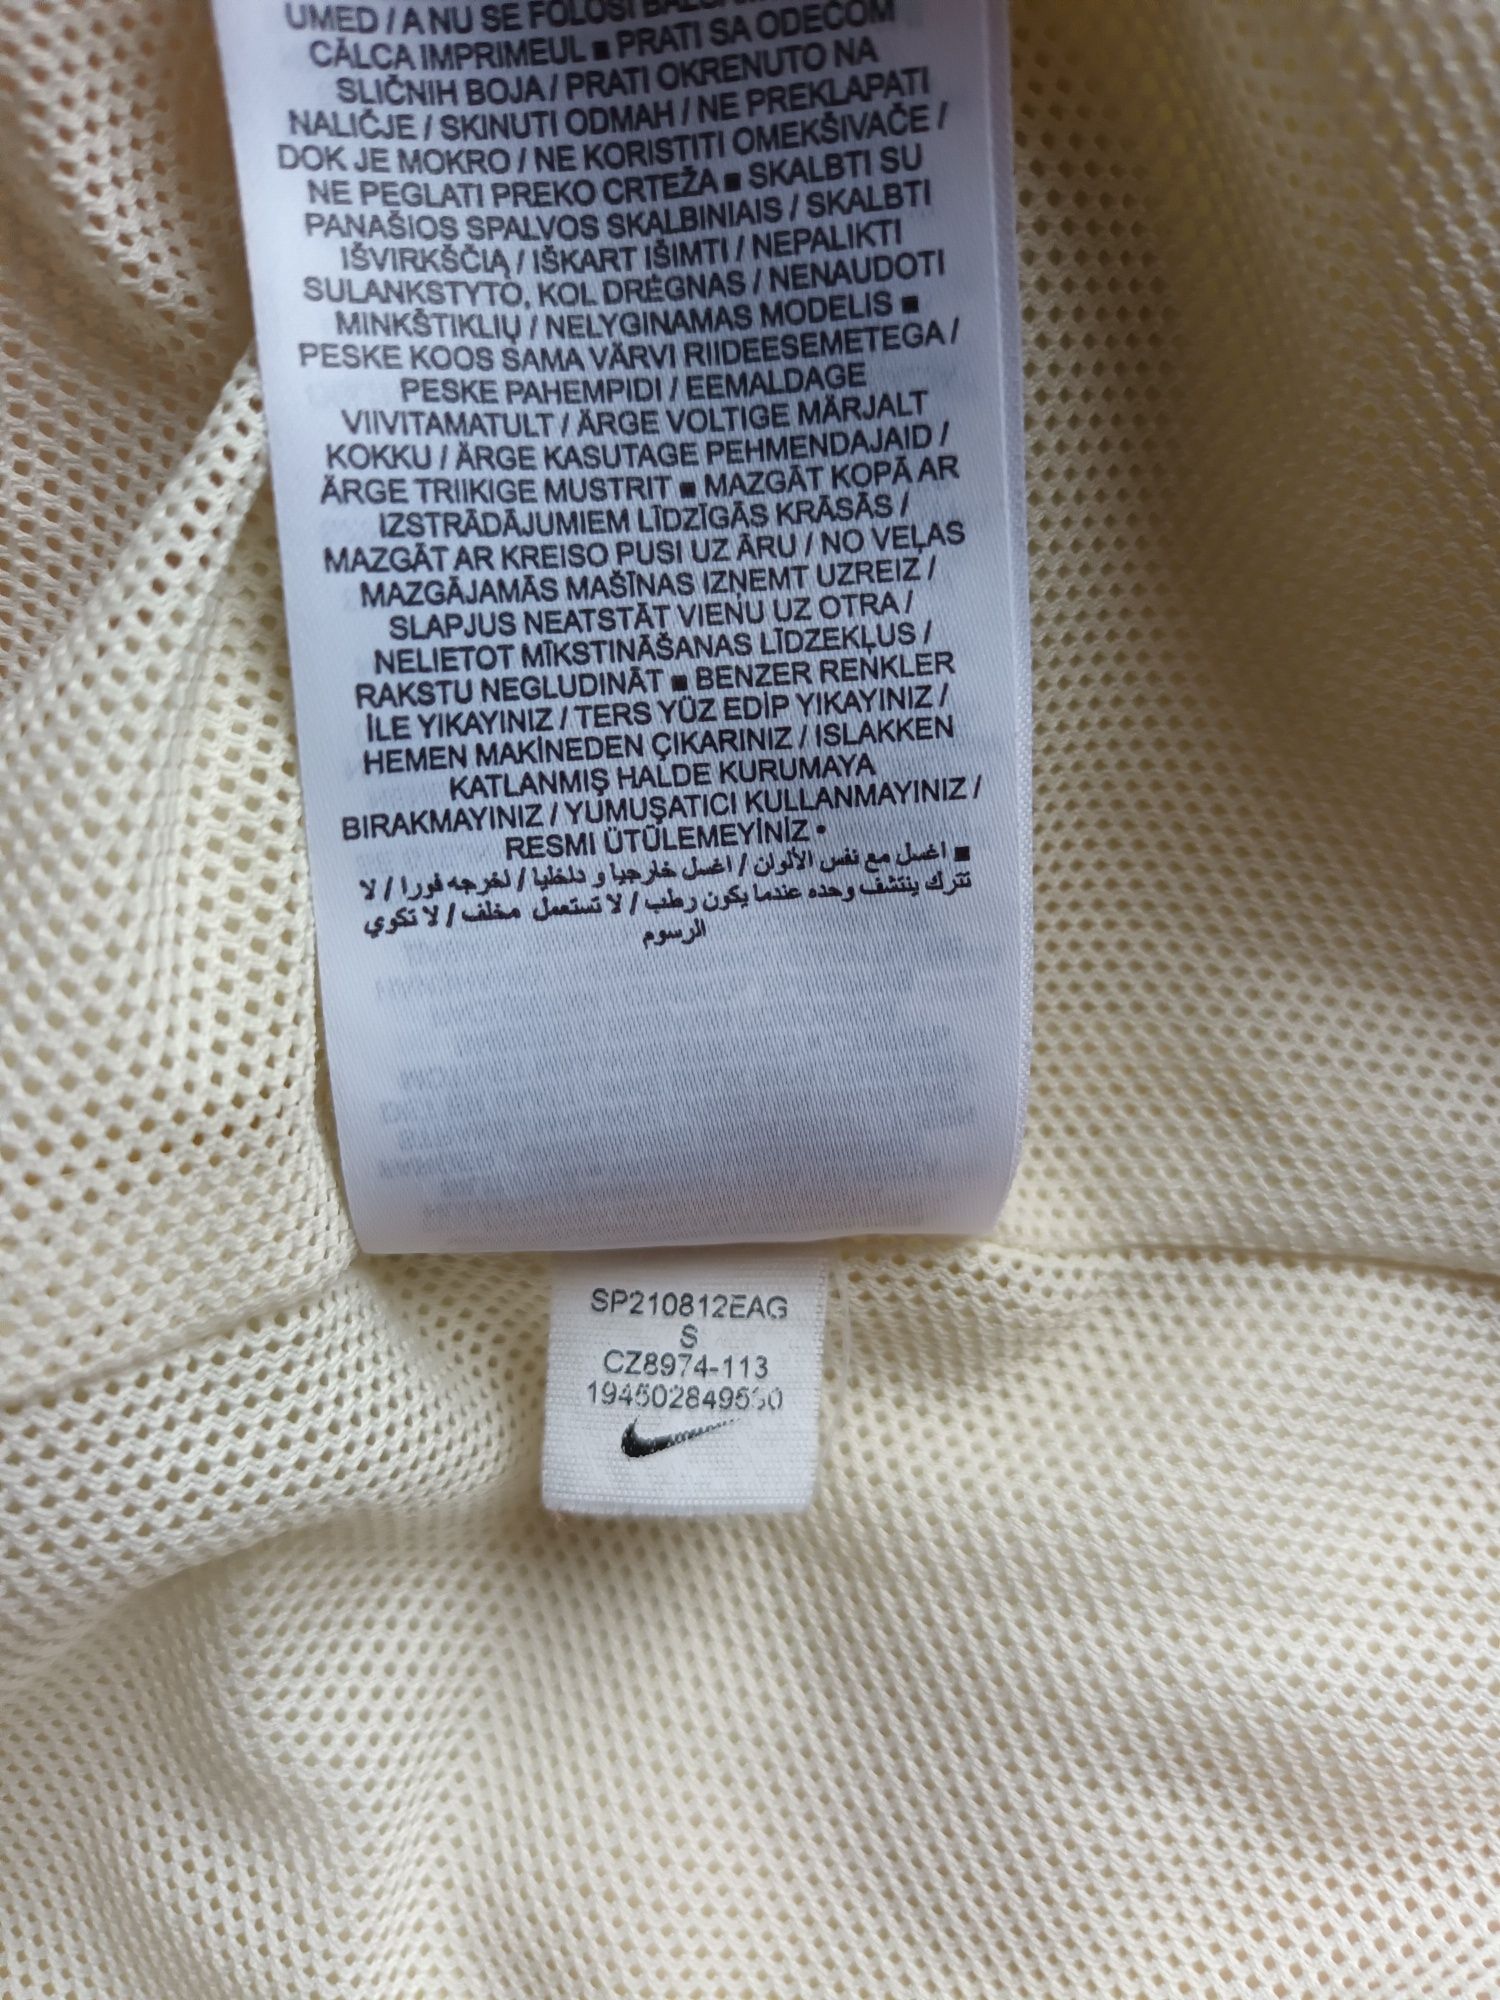 UMED / A NU SE FOLOSI
CĂLCA IMPRIMEUL ■ PRATI SA ODEĆOM
SLIČNIH BOJA / PRATI OKRENUTO NA
NALIČJE / SKINUTI ODMAH / NE PREKLAPATI
DOK JE MOKRO / NE KORISTITI OMEKŠIVAČE /
NE PEGLATI PREKO CRTEŽA ■ SKALBTI SU
PANAŠIOS SPALVOS SKALBINIAIS / SKALBTI
IŠVIRKŠČIĄ / IŠKART IŠIMTI / NEPALIKTI
SULANKSTYTO, KOL DRĖGNAS / NENAUDOTI
MINKŠTIKLIŲ / NELYGINAMAS MODELIS ■
PESKE KOOS SAMA VÄRVI RIIDEESEMETEGA /
PESKE PAHEMPIDI / EEMALDAGE
VIIVITAMATULT / ÄRGE VOLTIGE MÄRJALT
KOKKU / ÄRGE KASUTAGE PEHMENDAJAID /
ÄRGE TRIIKIGE MUSTRIT ■ MAZGĀT KOPĀ AR
IZSTRĀDĀJUMIEM LĪDZĪGĀS KRĀSĀS /
MAZGĀT AR KREISO PUSI UZ ĀRU / NO VEĻAS
MAZGĀJAMĀS MAŠĪNAS IZŅEMT UZREIZ /
SLAPJUS NEATSTĀT VIENU UZ OTRA /
NELIETOT MĪKSTINĀŠANAS LĪDZEKĻUS /
RAKSTU NEGLUDINĀT ■ BENZER RENKLER
İLE YIKAYINIZ / TERS YÜZ EDİP YIKAYINIZ /
HEMEN MAKİNEDEN ÇIKARINIZ / ISLAKKEN
KATLANMIŞ HALDE KURUMAYA
BIRAKMAYINIZ / YUMUŞATICI KULLANMAYINIZ /
RESMI ÜTÜLEMEYİNİZ •
■ اغسل مع نفس الألوان / اغسل خارجيا و داخليا / لخرجه فورا / لا
تترك ينتشف وحده عندما يكون رطب / لا تستعمل مخلف / لا تكوي
الرسوم
SP210812EAG
S
CZ8974-113